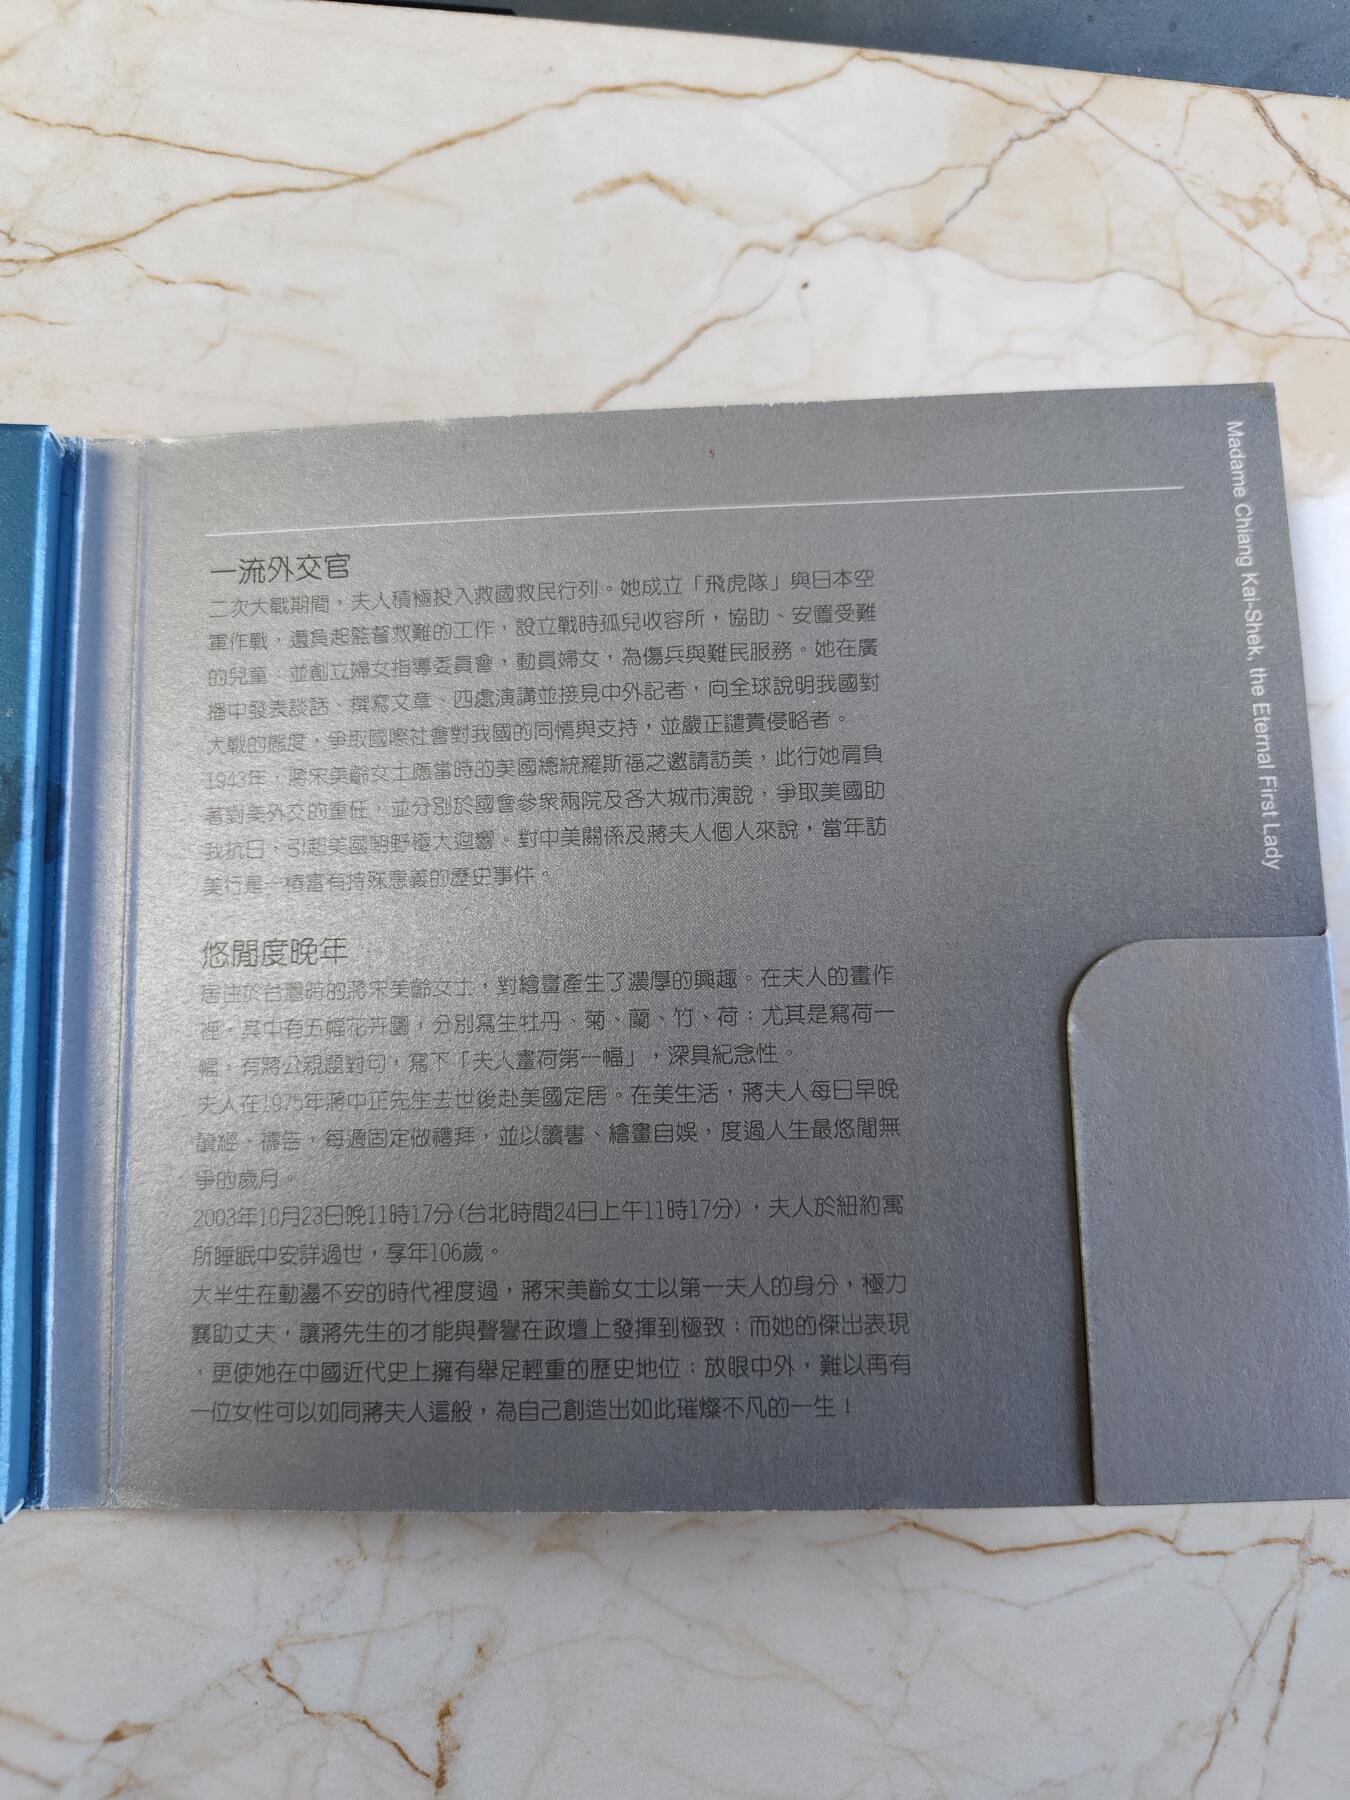 Madame Chiang Kai-Shek, the Eternal First Lady
一流外交官
二次大戰期間，夫人積極投入救國救民行列。她成立「飛虎隊」與日本空
軍作戰，還負起監督救難的工作，設立戰時孤兒收容所，協助、安置受難
的兒童；並創立婦女指導委員會，動員婦女，為傷兵與難民服務。她在廣
播中發表談話、撰寫文章、四處演講並接見中外記者，向全球說明我國對
大戰的態度，爭取國際社會對我國的同情與支持，並嚴正譴責侵略者。
1943年，蔣宋美齡女士應當時的美國總統羅斯福之邀請訪美，此行她肩負
著對美外交的重任，並分別於國會參眾兩院及各大城市演說，爭取美國助
我抗日，引起美國朝野極大迴響。對中美關係及蔣夫人個人來說，當年訪
美行是一樁富有特殊意義的歷史事件。
悠閒度晚年
居住於台灣時的蔣宋美齡女士，對繪畫產生了濃厚的興趣。在夫人的畫作
裡，其中有五幅花卉圖，分別寫生牡丹、菊、蘭、竹、荷；尤其是寫荷一
幅，有蔣公親題對句，寫下「夫人畫荷第一幅」，深具紀念性。
夫人在1975年蔣中正先生去世後赴美國定居。在美生活，蔣夫人每日早晚
讀經、禱告，每週固定做禮拜，並以讀書、繪畫自娛，度過人生最悠閒無
爭的歲月。
2003年10月23日晚11時17分(台北時間24日上午11時17分)，夫人於紐約寓
所睡眠中安詳過世，享年106歲。
大半生在動盪不安的時代裡度過，蔣宋美齡女士以第一夫人的身分，極力
襄助丈夫，讓蔣先生的才能與聲譽在政壇上發揮到極致；而她的傑出表現
，更使她在中國近代史上擁有舉足輕重的歷史地位；放眼中外，難以再有
一位女性可以如同蔣夫人這般，為自己創造出如此璀燦不凡的一生！